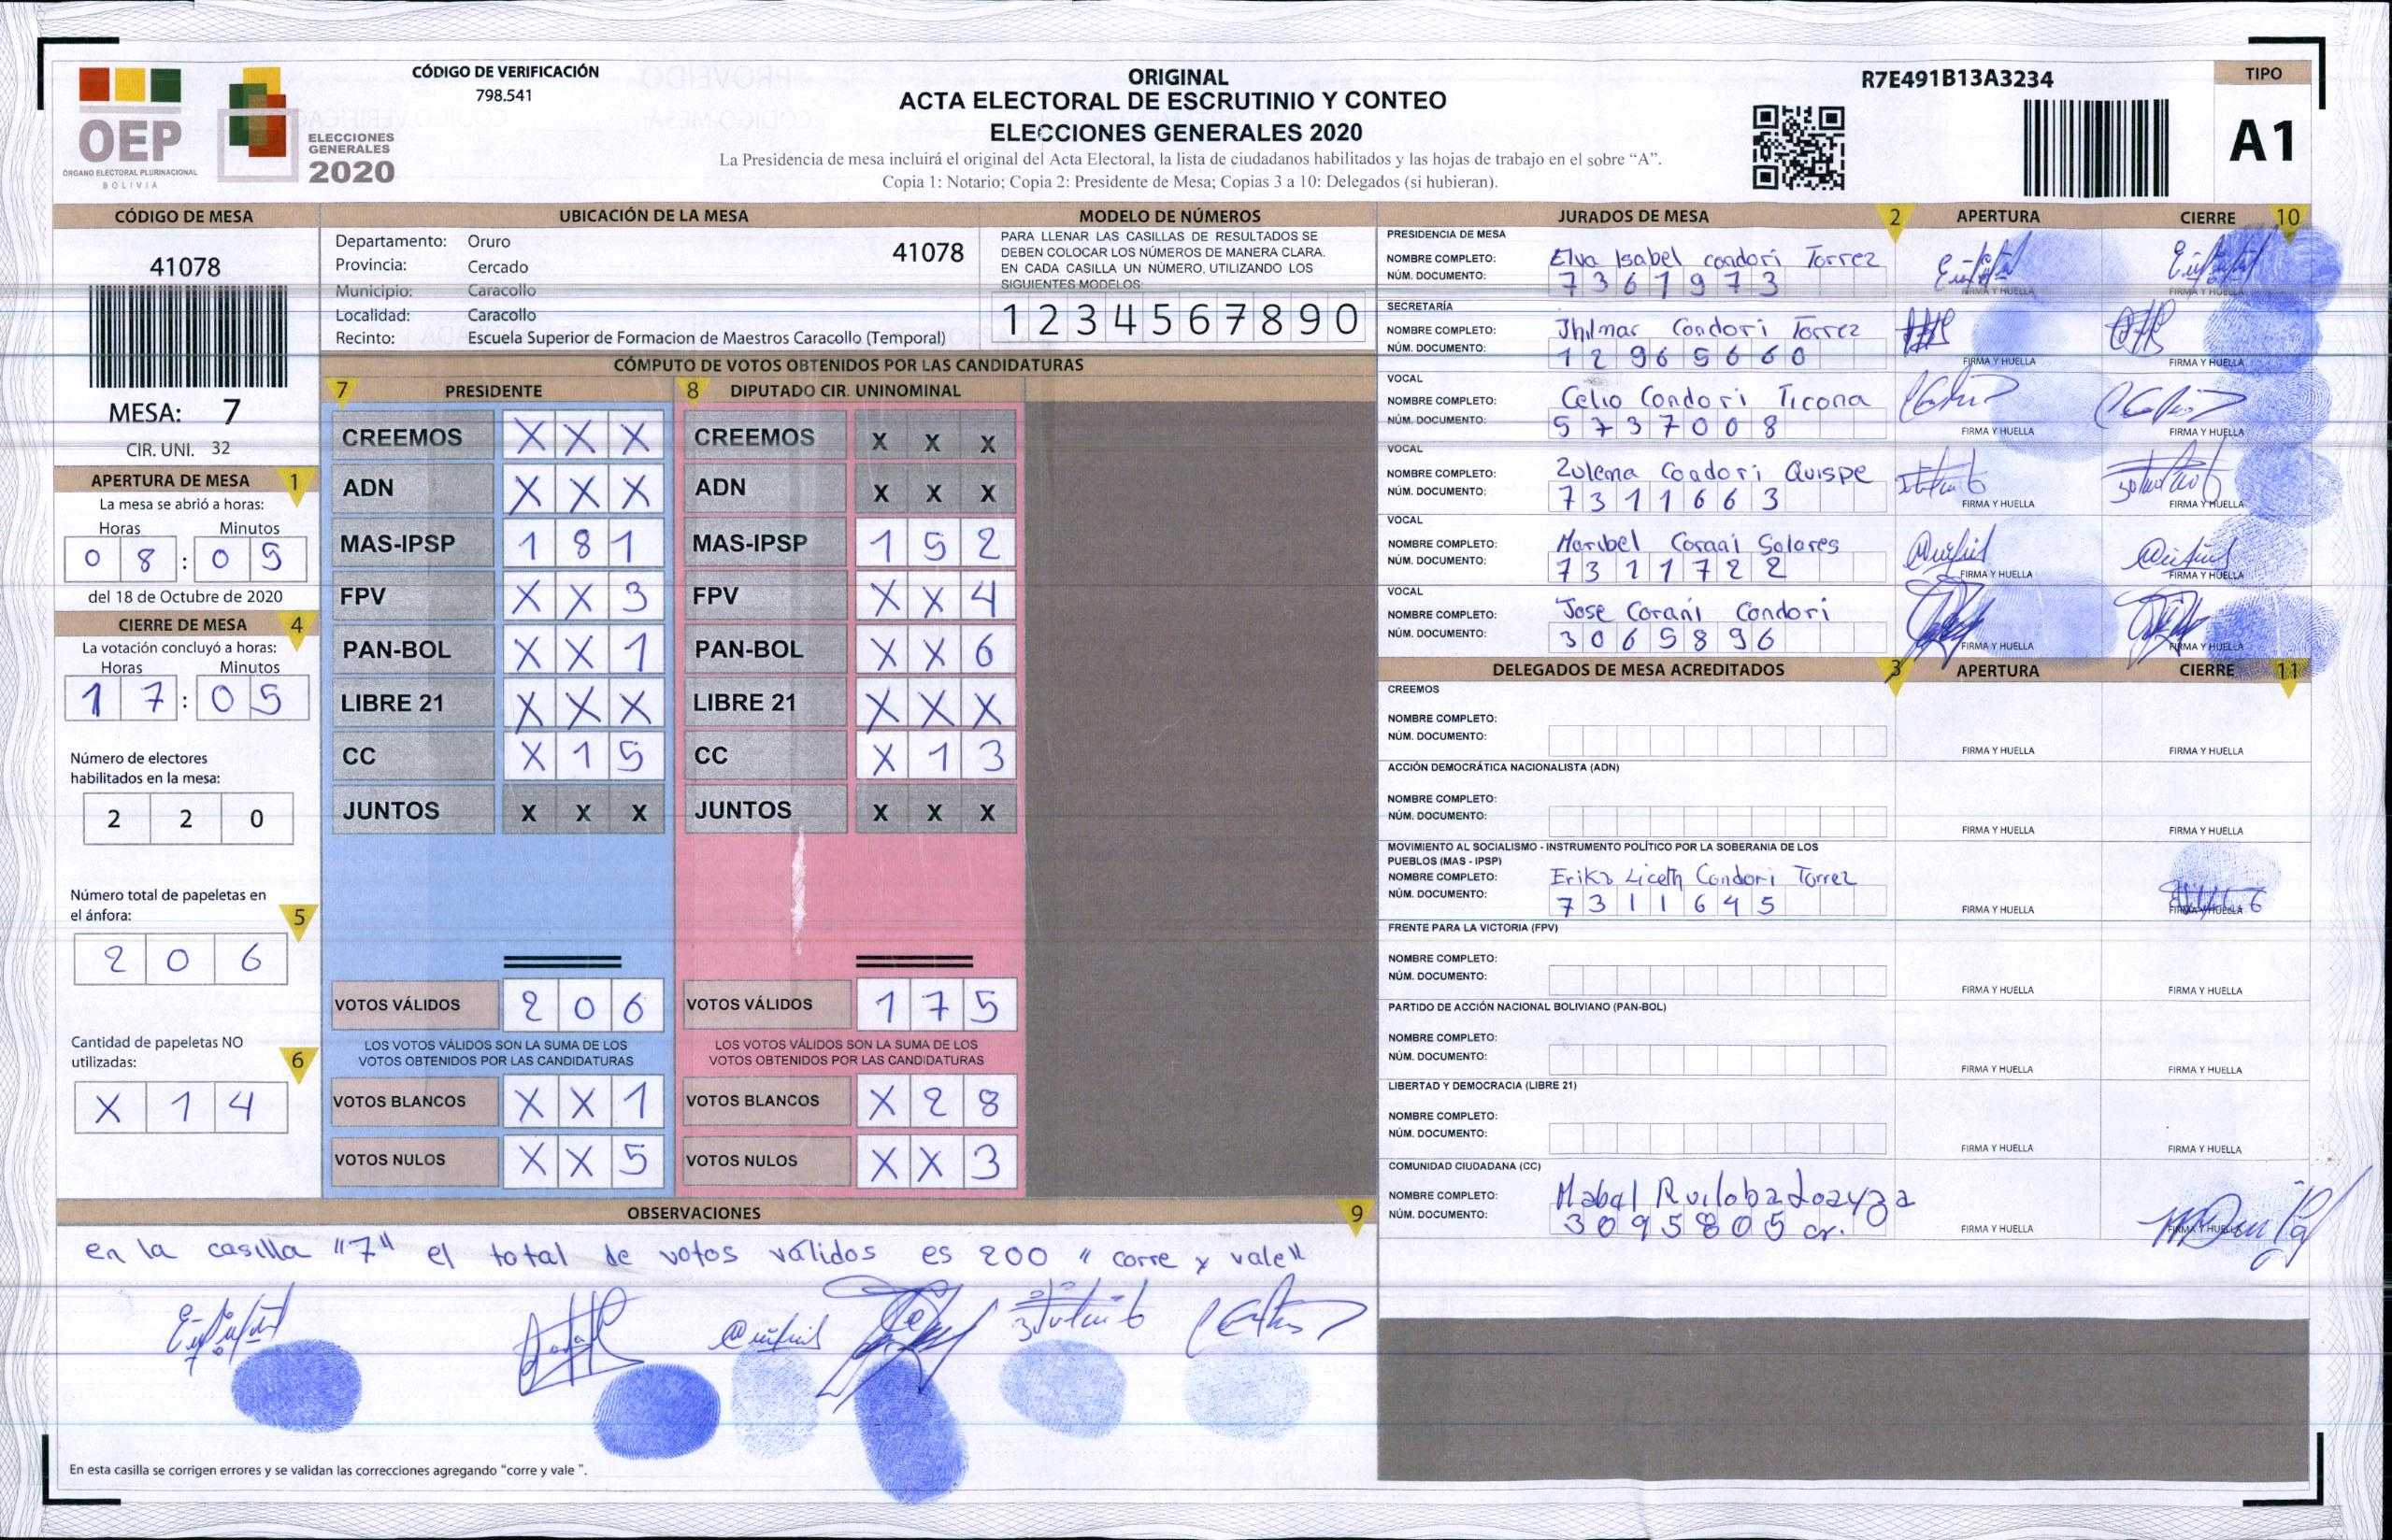 OEP
ÓRGANO ELECTORAL PLURINACIONAL
BOLIVIA
ELECCIONES
GENERALES
2020
CÓDIGO DE VERIFICACIÓN
798.541
ORIGINAL
ACTA ELECTORAL DE ESCRUTINIO Y CONTEO
ELECCIONES GENERALES 2020
La Presidencia de mesa incluirá el original del Acta Electoral, la lista de ciudadanos habilitados y las hojas de trabajo en el sobre “A”.
Copia 1: Notario; Copia 2: Presidente de Mesa; Copias 3 a 10: Delegados (si hubieran).
R7E491B13A3234
TIPO
A1
CÓDIGO DE MESA
41078
MESA: 7
CIR. UNI. 32
APERTURA DE MESA 1
La mesa se abrió a horas:
Horas Minutos
0 8 : 0 5
del 18 de Octubre de 2020
CIERRE DE MESA 4
La votación concluyó a horas:
Horas Minutos
1 7 : 0 5
Número de electores
habilitados en la mesa:
2 2 0
Número total de papeletas en
el ánfora: 5
2 0 6
Cantidad de papeletas NO
utilizadas: 6
X 1 4
UBICACIÓN DE LA MESA
Departamento: Oruro 41078
Provincia: Cercado
Municipio: Caracollo
Localidad: Caracollo
Recinto: Escuela Superior de Formacion de Maestros Caracollo (Temporal)
MODELO DE NÚMEROS
PARA LLENAR LAS CASILLAS DE RESULTADOS SE
DEBEN COLOCAR LOS NÚMEROS DE MANERA CLARA.
EN CADA CASILLA UN NÚMERO, UTILIZANDO LOS
SIGUIENTES MODELOS:
1 2 3 4 5 6 7 8 9 0
CÓMPUTO DE VOTOS OBTENIDOS POR LAS CANDIDATURAS
7 PRESIDENTE
CREEMOS X X X
ADN X X X
MAS-IPSP 1 8 1
FPV X X 3
PAN-BOL X X 1
LIBRE 21 X X X
CC X 1 5
JUNTOS X X X
VOTOS VÁLIDOS 2 0 6
LOS VOTOS VÁLIDOS SON LA SUMA DE LOS
VOTOS OBTENIDOS POR LAS CANDIDATURAS
VOTOS BLANCOS X X 1
VOTOS NULOS X X 5
8 DIPUTADO CIR. UNINOMINAL
CREEMOS X X X
ADN X X X
MAS-IPSP 1 5 2
FPV X X 4
PAN-BOL X X 6
LIBRE 21 X X X
CC X 1 3
JUNTOS X X X
VOTOS VÁLIDOS 1 7 5
LOS VOTOS VÁLIDOS SON LA SUMA DE LOS
VOTOS OBTENIDOS POR LAS CANDIDATURAS
VOTOS BLANCOS X 2 8
VOTOS NULOS X X 3
OBSERVACIONES 9
en la casilla "7" el total de votos válidos es 200 " corre y vale"
En esta casilla se corrigen errores y se validan las correcciones agregando “corre y vale ”.
JURADOS DE MESA 2 APERTURA CIERRE 10
PRESIDENCIA DE MESA
NOMBRE COMPLETO: Elva Isabel condori Torrez
NÚM. DOCUMENTO: 7 3 6 1 9 7 3
FIRMA Y HUELLA FIRMA Y HUELLA
SECRETARÍA
NOMBRE COMPLETO: Jhilmar Condori Torrez
NÚM. DOCUMENTO: 1 2 9 6 5 6 6 0
FIRMA Y HUELLA FIRMA Y HUELLA
VOCAL
NOMBRE COMPLETO: Celio Condori Ticona
NÚM. DOCUMENTO: 5 7 3 7 0 0 8
FIRMA Y HUELLA FIRMA Y HUELLA
VOCAL
NOMBRE COMPLETO: Zulema Condori Quispe
NÚM. DOCUMENTO: 7 3 1 1 6 6 3
FIRMA Y HUELLA FIRMA Y HUELLA
VOCAL
NOMBRE COMPLETO: Maribel Corani Solares
NÚM. DOCUMENTO: 7 3 1 1 7 2 2
FIRMA Y HUELLA FIRMA Y HUELLA
VOCAL
NOMBRE COMPLETO: Jose Corani Condori
NÚM. DOCUMENTO: 3 0 6 5 8 9 6
FIRMA Y HUELLA FIRMA Y HUELLA
DELEGADOS DE MESA ACREDITADOS 3 APERTURA CIERRE 11
CREEMOS
NOMBRE COMPLETO:
NÚM. DOCUMENTO:
FIRMA Y HUELLA FIRMA Y HUELLA
ACCIÓN DEMOCRÁTICA NACIONALISTA (ADN)
NOMBRE COMPLETO:
NÚM. DOCUMENTO:
FIRMA Y HUELLA FIRMA Y HUELLA
MOVIMIENTO AL SOCIALISMO - INSTRUMENTO POLÍTICO POR LA SOBERANIA DE LOS
PUEBLOS (MAS - IPSP)
NOMBRE COMPLETO: Erika Liceth Condori Torrez
NÚM. DOCUMENTO: 7 3 1 1 6 4 5
FIRMA Y HUELLA FIRMA Y HUELLA
FRENTE PARA LA VICTORIA (FPV)
NOMBRE COMPLETO:
NÚM. DOCUMENTO:
FIRMA Y HUELLA FIRMA Y HUELLA
PARTIDO DE ACCIÓN NACIONAL BOLIVIANO (PAN-BOL)
NOMBRE COMPLETO:
NÚM. DOCUMENTO:
FIRMA Y HUELLA FIRMA Y HUELLA
LIBERTAD Y DEMOCRACIA (LIBRE 21)
NOMBRE COMPLETO:
NÚM. DOCUMENTO:
FIRMA Y HUELLA FIRMA Y HUELLA
COMUNIDAD CIUDADANA (CC)
NOMBRE COMPLETO: Mabel Ruiloba Loayza
NÚM. DOCUMENTO: 3095805 or.
FIRMA Y HUELLA FIRMA Y HUELLA